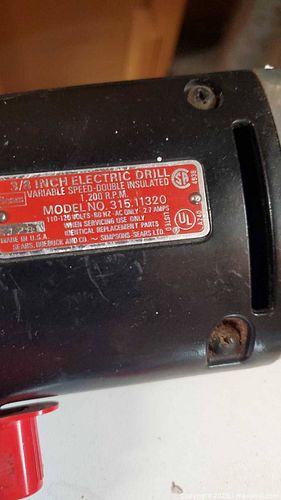 3/8 INCH ELECTRIC DRILL
VARIABLE SPEED-DOUBLE INSULATED
1,200 R.P.M.
Sears
MODEL NO. 315.11320
110-120 VOLTS-60 HZ-AC ONLY 2.7 AMPS
WHEN SERVICING USE ONLY
IDENTICAL REPLACEMENT PARTS
MADE IN U.S.A.
SEARS, ROEBUCK AND CO. ~ SIMPSONS-SEARS LTD.
UL